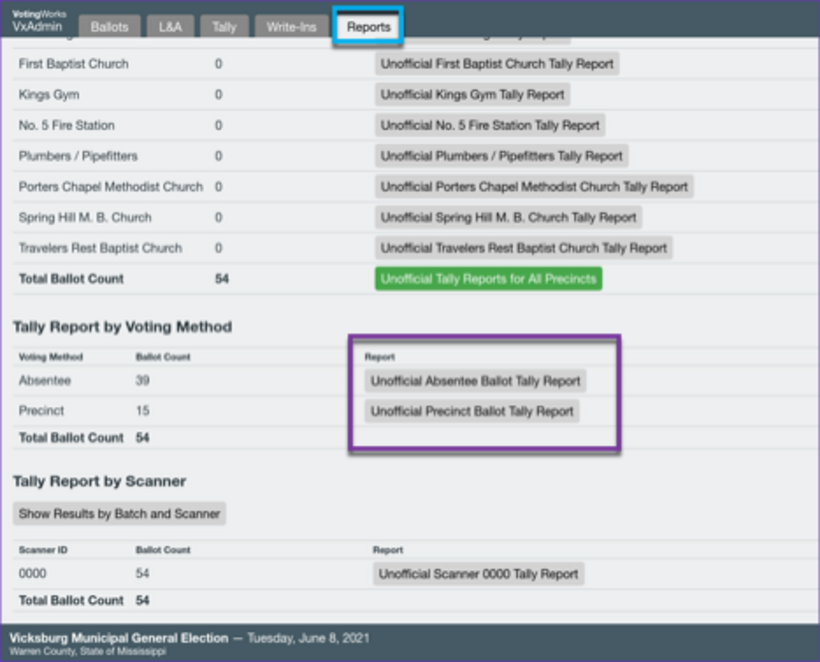 VotingWorks
VxAdmin
Ballots L&A Tally Write-Ins Reports
First Baptist Church 0 Unofficial First Baptist Church Tally Report
Kings Gym 0 Unofficial Kings Gym Tally Report
No. 5 Fire Station 0 Unofficial No. 5 Fire Station Tally Report
Plumbers / Pipefitters 0 Unofficial Plumbers / Pipefitters Tally Report
Porters Chapel Methodist Church 0 Unofficial Porters Chapel Methodist Church Tally Report
Spring Hill M. B. Church 0 Unofficial Spring Hill M. B. Church Tally Report
Travelers Rest Baptist Church 0 Unofficial Travelers Rest Baptist Church Tally Report
Total Ballot Count 54 Unofficial Tally Reports for All Precincts
Tally Report by Voting Method
Voting Method Ballot Count Report
Absentee 39 Unofficial Absentee Ballot Tally Report
Precinct 15 Unofficial Precinct Ballot Tally Report
Total Ballot Count 54
Tally Report by Scanner
Show Results by Batch and Scanner
Scanner ID Ballot Count Report
0000 54 Unofficial Scanner 0000 Tally Report
Total Ballot Count 54
Vicksburg Municipal General Election — Tuesday, June 8, 2021
Warren County, State of Mississippi